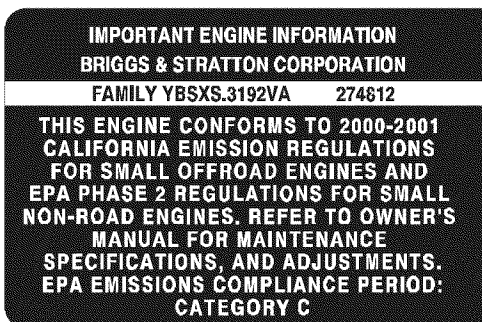 IMPORTANT ENGINE INFORMATION
BRIGGS & STRATTON CORPORATION
FAMILY YBSXS.3192VA 274812
THIS ENGINE CONFORMS TO 2000-2001
CALIFORNIA EMISSION REGULATIONS
FOR SMALL OFFROAD ENGINES AND
EPA PHASE 2 REGULATIONS FOR SMALL
NON-ROAD ENGINES. REFER TO OWNER'S
MANUAL FOR MAINTENANCE
SPECIFICATIONS, AND ADJUSTMENTS.
EPA EMISSIONS COMPLIANCE PERIOD:
CATEGORY C